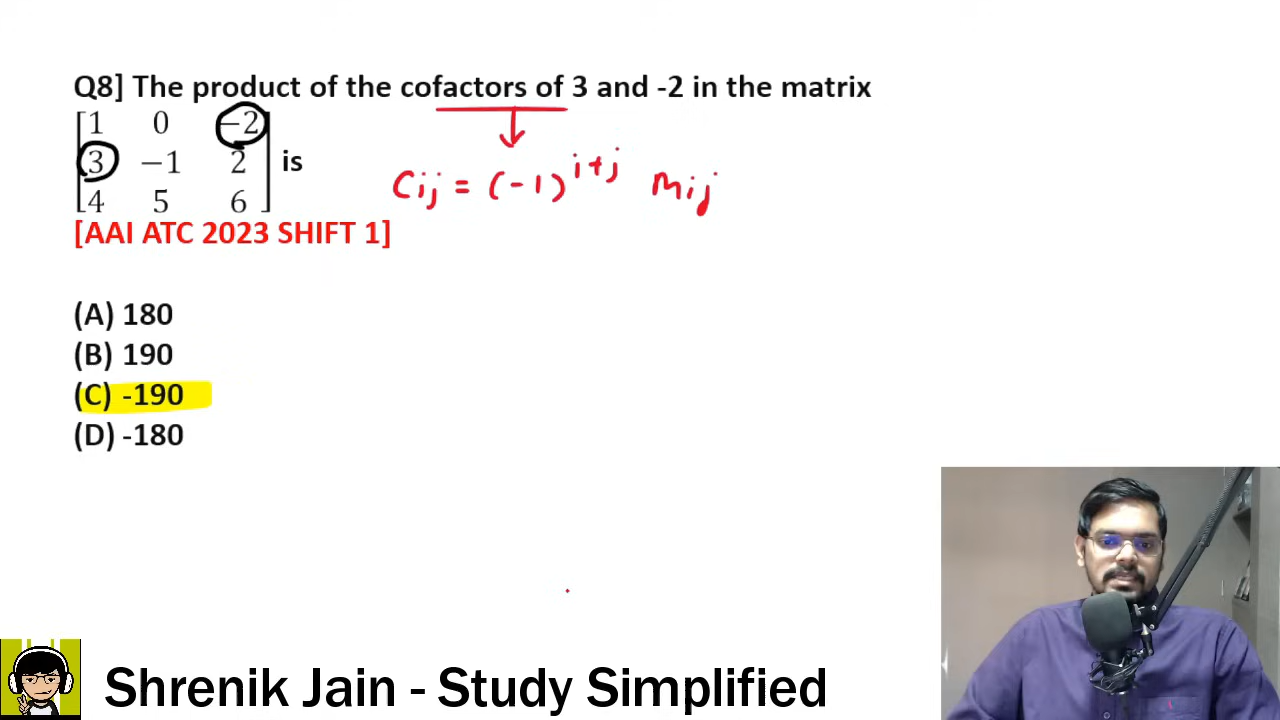 Q8] The product of the cofactors of 3 and -2 in the matrix
1 0 −2
3 −1 2 is
4 5 6
Cij = (-1)^i+j Mij
[AAI ATC 2023 SHIFT 1]
(A) 180
(B) 190
(C) -190
(D) -180
Shrenik Jain - Study Simplified